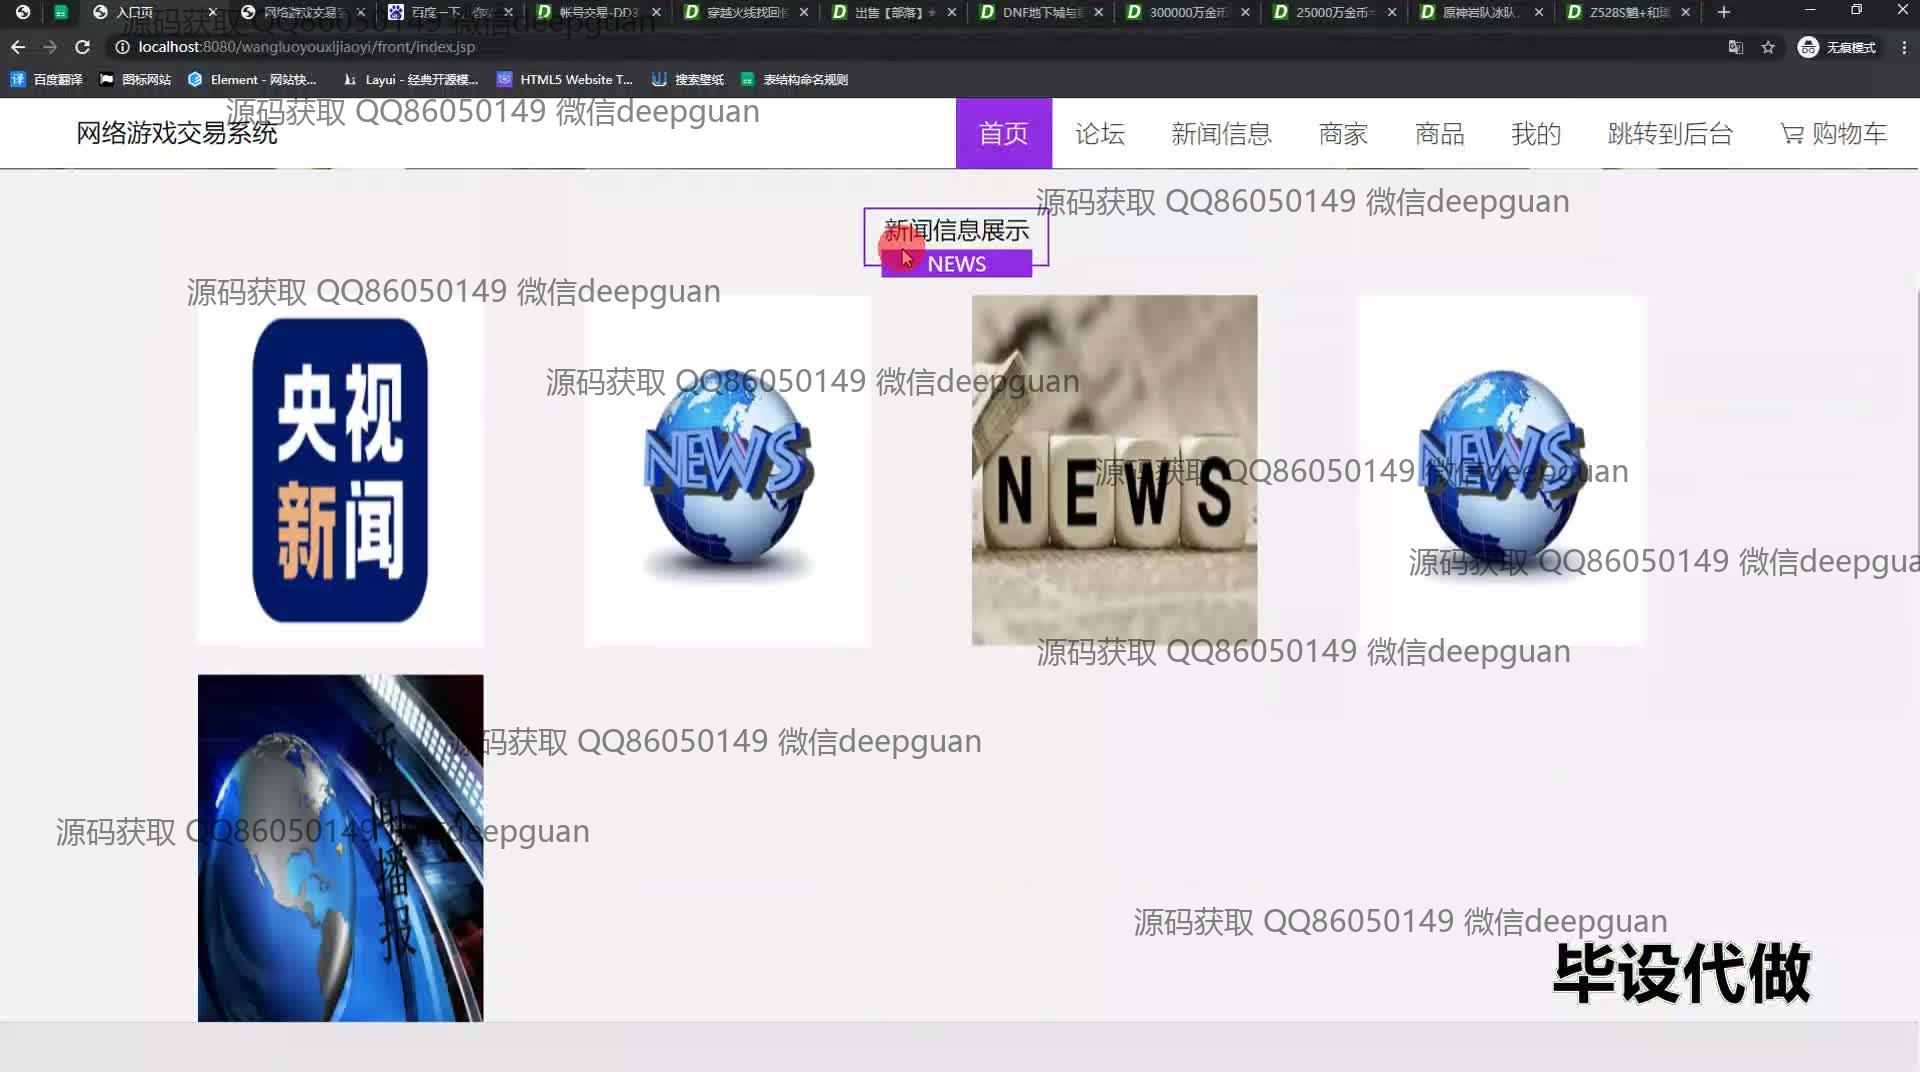 入口页
网络游戏交易
百度一下，你
帐号交易-DD3
穿越火线找回
出售【部落】
DNF地下城与
300000万金币
25000万金币=
原神岩队冰队
Z528S魈+和璞
localhost:8080/wangluoyouxijiaoyi/front/index.jsp
无痕模式
百度翻译
图标网站
Element - 网站快...
Layui - 经典开源模...
HTML5 Website T...
搜索壁纸
表结构命名规则
源码获取 QQ86050149 微信deepguan
源码获取 QQ86050149 微信deepguan
网络游戏交易系统
首页
论坛
新闻信息
商家
商品
我的
跳转到后台
购物车
源码获取 QQ86050149 微信deepguan
新闻信息展示
NEWS
源码获取 QQ86050149 微信deepguan
央视
新闻
NEWS
NEWS
NEWS
源码获取 QQ86050149 微信deepguan
源码获取 QQ86050149 微信deepguan
源码获取 QQ86050149 微信deepgua
源码获取 QQ86050149 微信deepguan
新闻播报
源码获取 QQ86050149 微信deepguan
源码获取 QQ86050149 微信deepguan
源码获取 QQ86050149 微信deepguan
毕设代做